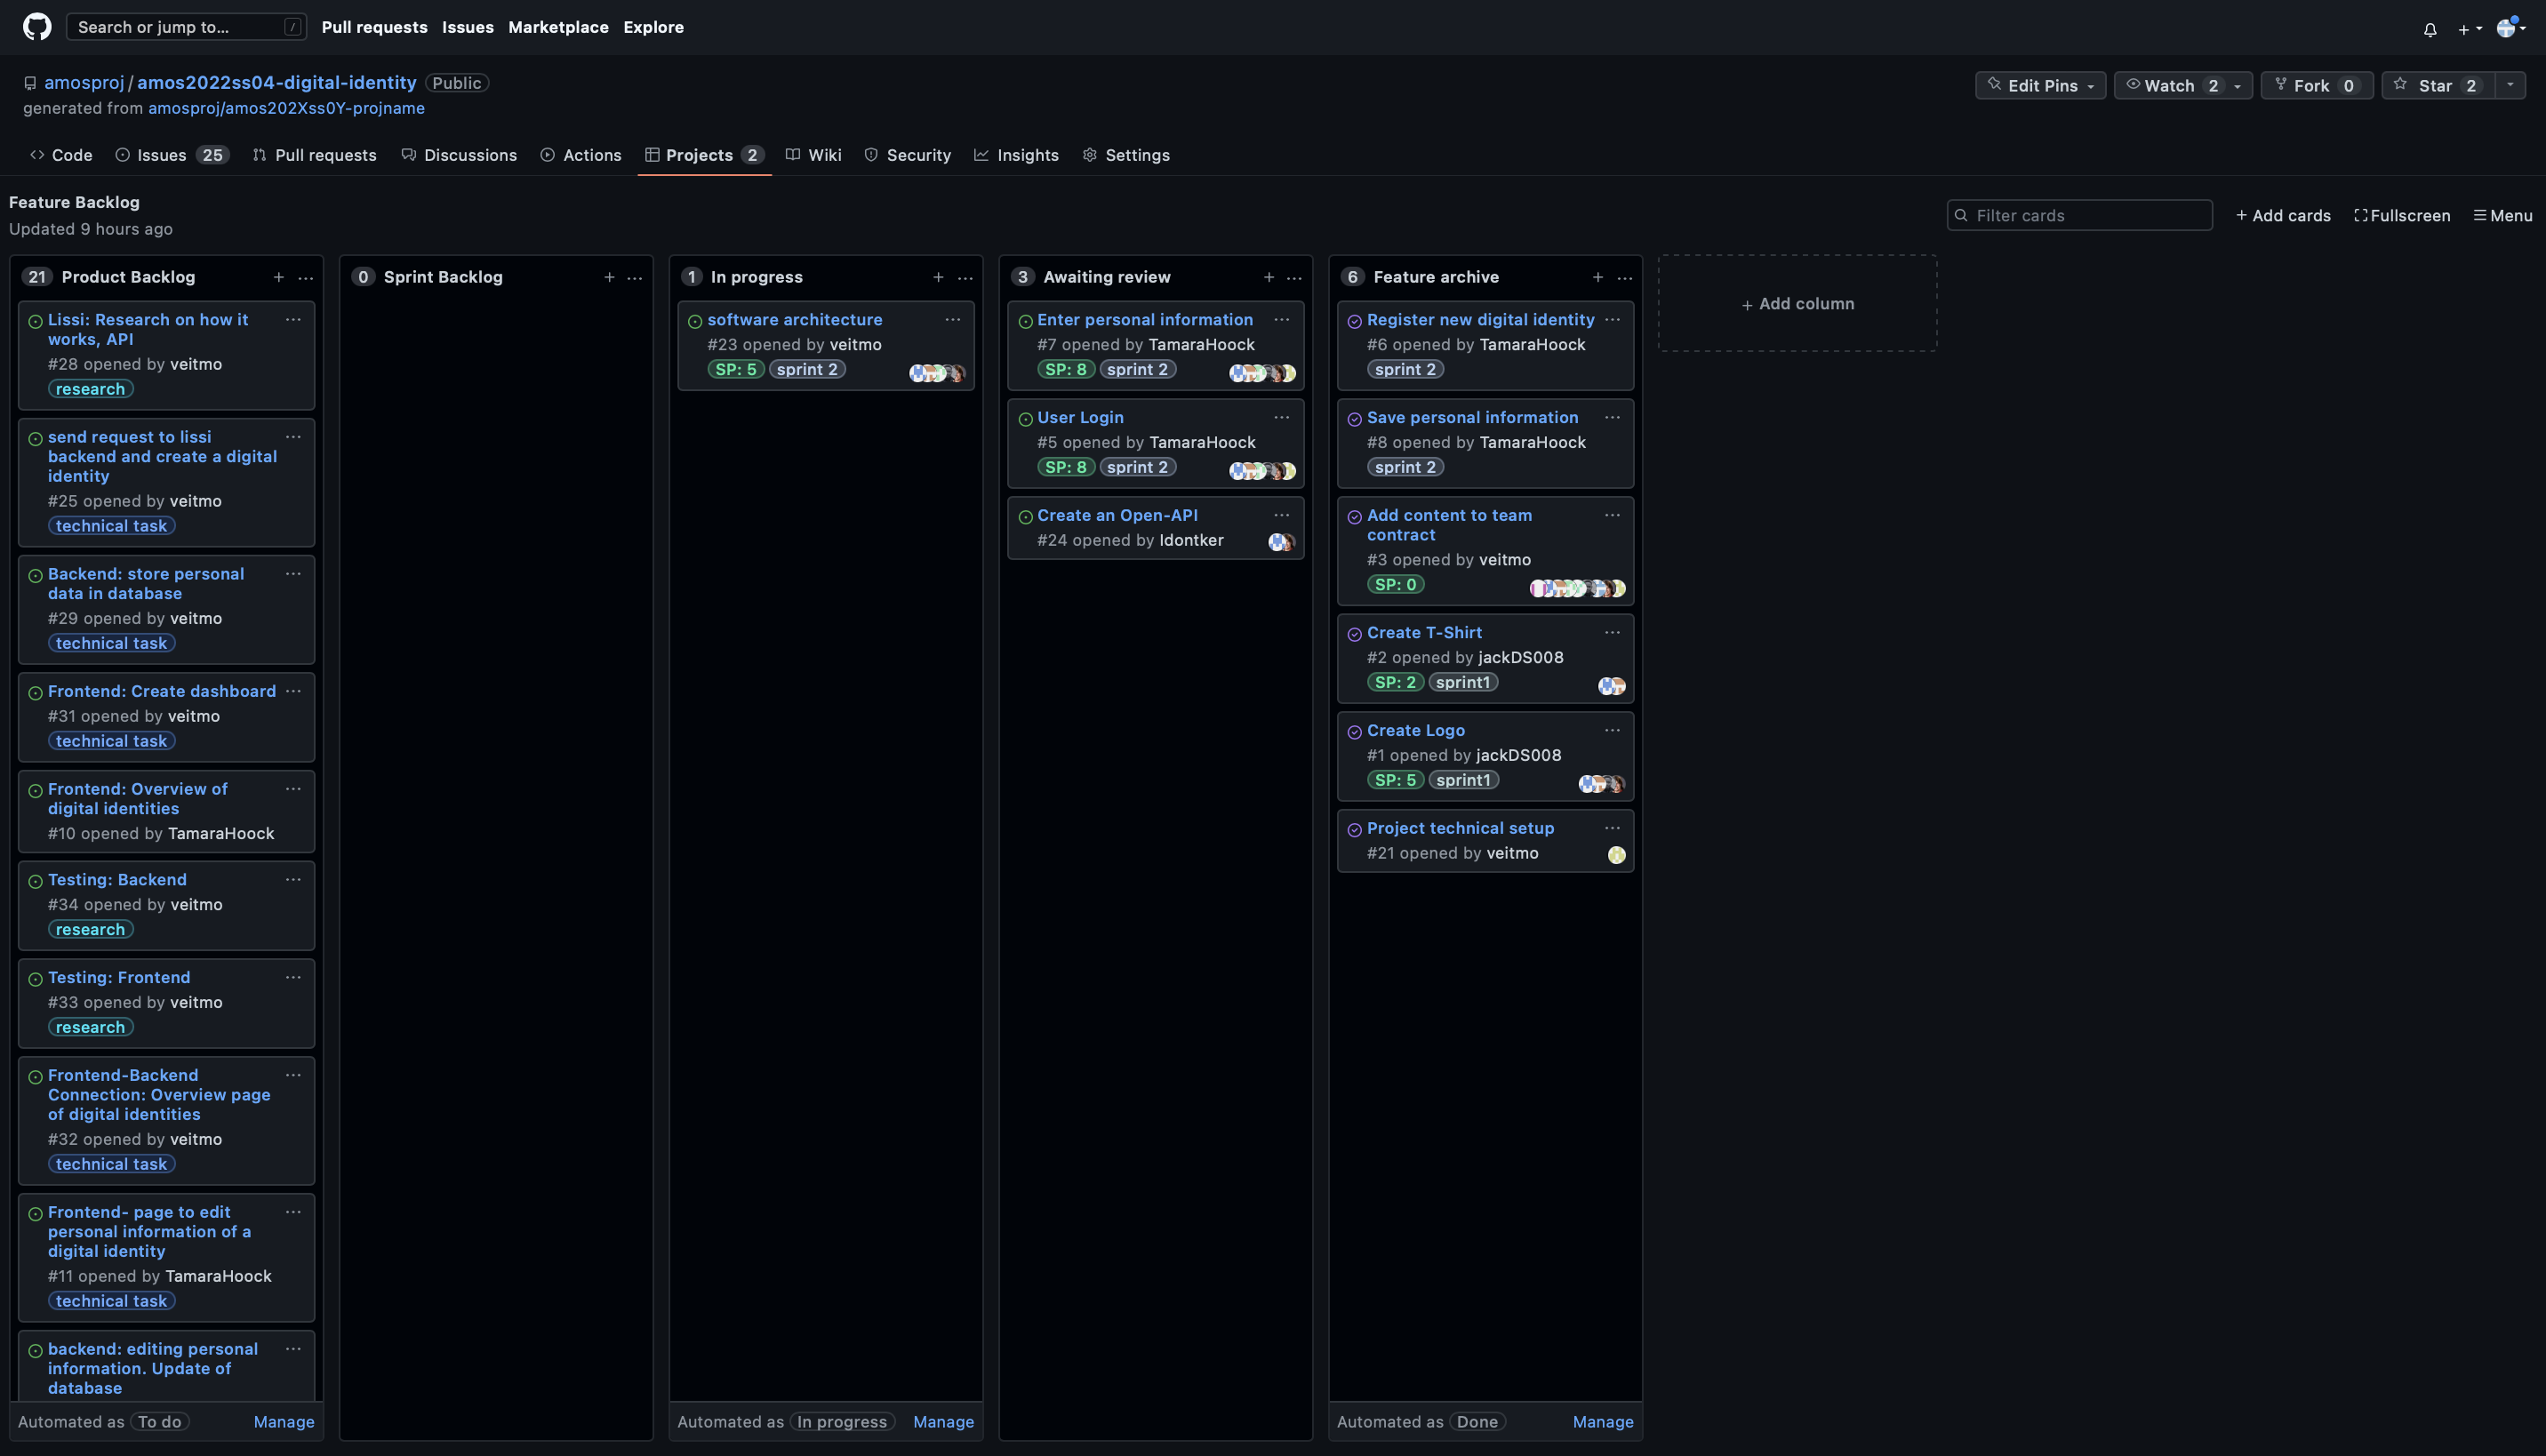 Search or jump to... /
Pull requests Issues Marketplace Explore
amosproj/amos2022ss04-digital-identity Public
generated from amosproj/amos202Xss0Y-projname
Edit Pins Watch 2 Fork 0 Star 2
Code Issues 25 Pull requests Discussions Actions Projects 2 Wiki Security Insights Settings
Feature Backlog
Updated 9 hours ago
Filter cards + Add cards Fullscreen Menu
21 Product Backlog + ...
Lissi: Research on how it ...
works, API
#28 opened by veitmo
research
send request to lissi ...
backend and create a digital
identity
#25 opened by veitmo
technical task
Backend: store personal ...
data in database
#29 opened by veitmo
technical task
Frontend: Create dashboard ...
#31 opened by veitmo
technical task
Frontend: Overview of ...
digital identities
#10 opened by TamaraHoock
Testing: Backend ...
#34 opened by veitmo
research
Testing: Frontend ...
#33 opened by veitmo
research
Frontend-Backend ...
Connection: Overview page
of digital identities
#32 opened by veitmo
technical task
Frontend- page to edit ...
personal information of a
digital identity
#11 opened by TamaraHoock
technical task
backend: editing personal ...
information. Update of
database
Automated as To do Manage
0 Sprint Backlog + ...
1 In progress + ...
software architecture ...
#23 opened by veitmo
SP: 5 sprint 2
Automated as In progress Manage
3 Awaiting review + ...
Enter personal information ...
#7 opened by TamaraHoock
SP: 8 sprint 2
User Login ...
#5 opened by TamaraHoock
SP: 8 sprint 2
Create an Open-API ...
#24 opened by Idontker
6 Feature archive + ...
Register new digital identity ...
#6 opened by TamaraHoock
sprint 2
Save personal information ...
#8 opened by TamaraHoock
sprint 2
Add content to team ...
contract
#3 opened by veitmo
SP: 0
Create T-Shirt ...
#2 opened by jackDS008
SP: 2 sprint1
Create Logo ...
#1 opened by jackDS008
SP: 5 sprint1
Project technical setup ...
#21 opened by veitmo
Automated as Done Manage
+ Add column